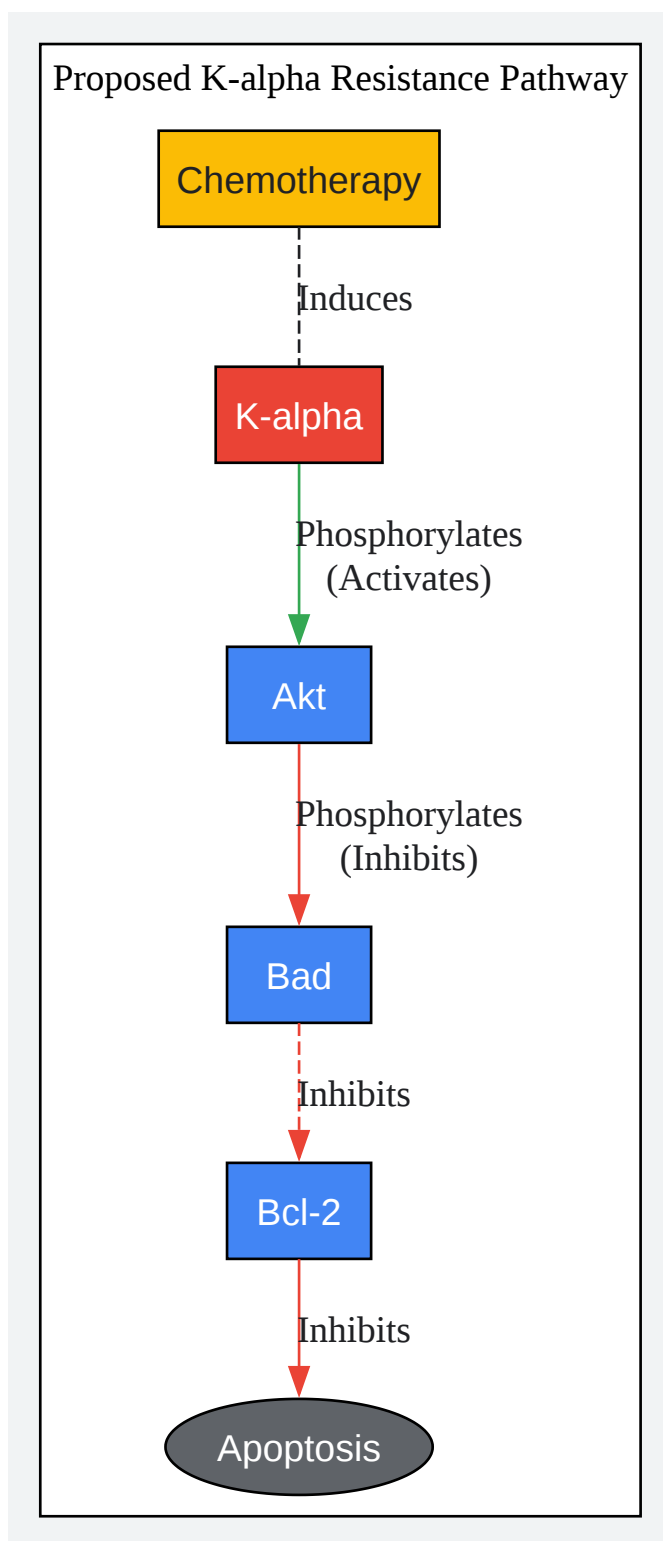 Proposed K-alpha Resistance Pathway
Chemotherapy
Induces
K-alpha
Phosphorylates
(Activates)
Akt
Phosphorylates
(Inhibits)
Bad
Inhibits
Bcl-2
Inhibits
Apoptosis